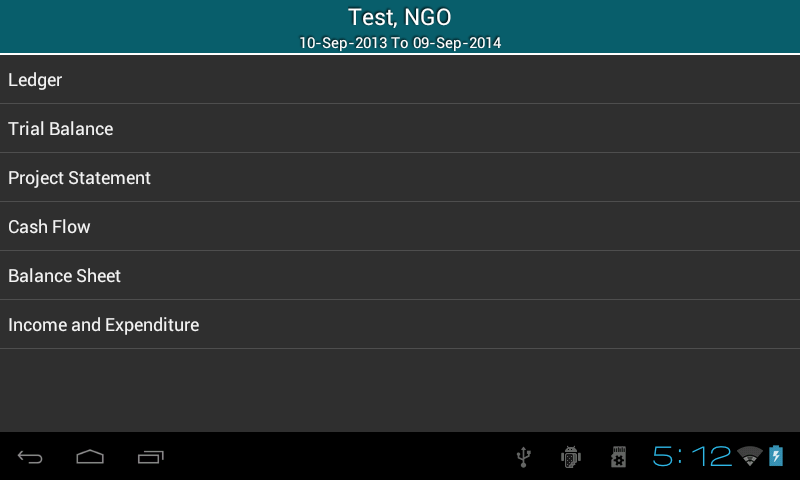 Test, NGO
10-Sep-2013 To 09-Sep-2014
Ledger
Trial Balance
Project Statement
Cash Flow
Balance Sheet
Income and Expenditure
5:12